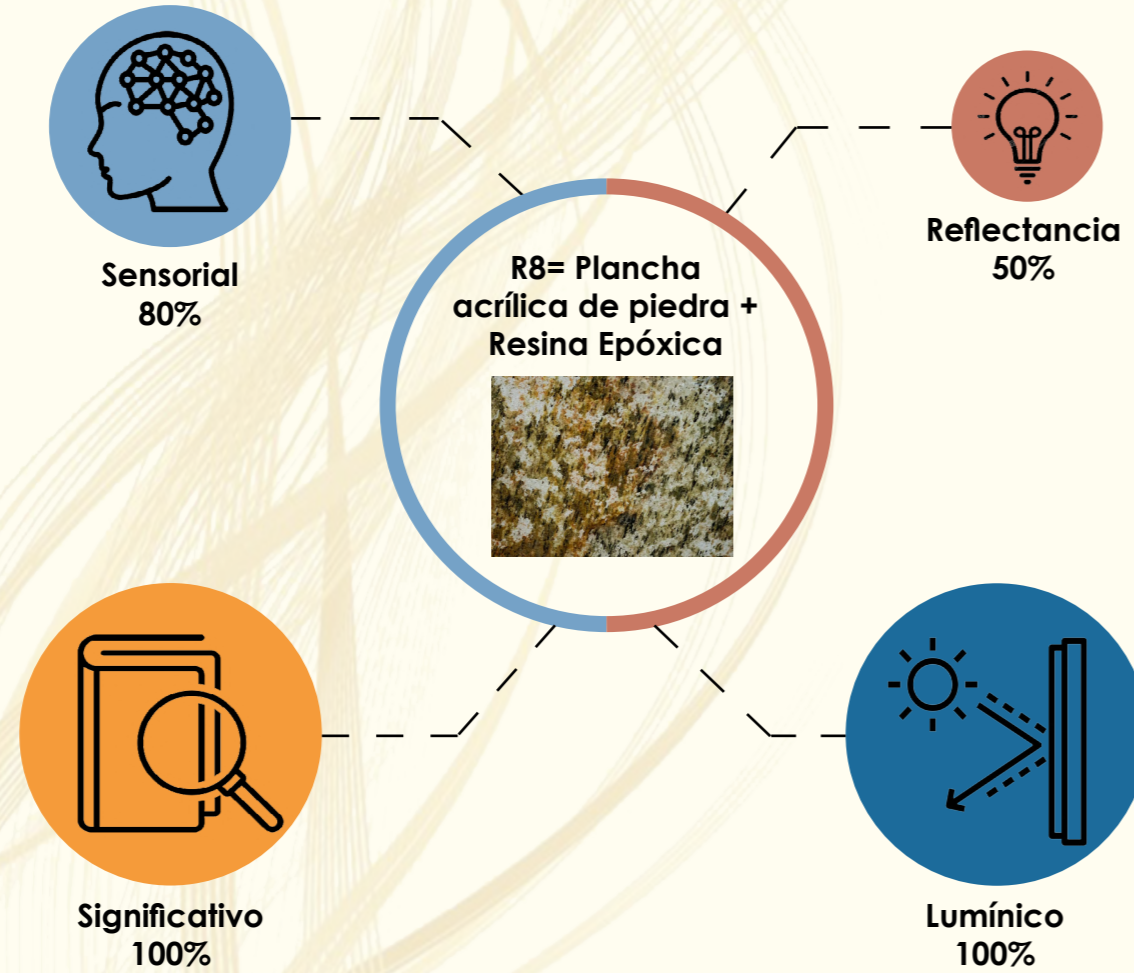 Sensorial
80%
Reflectancia
50%
R8= Plancha
acrílica de piedra +
Resina Epóxica
Significativo
100%
Lumínico
100%